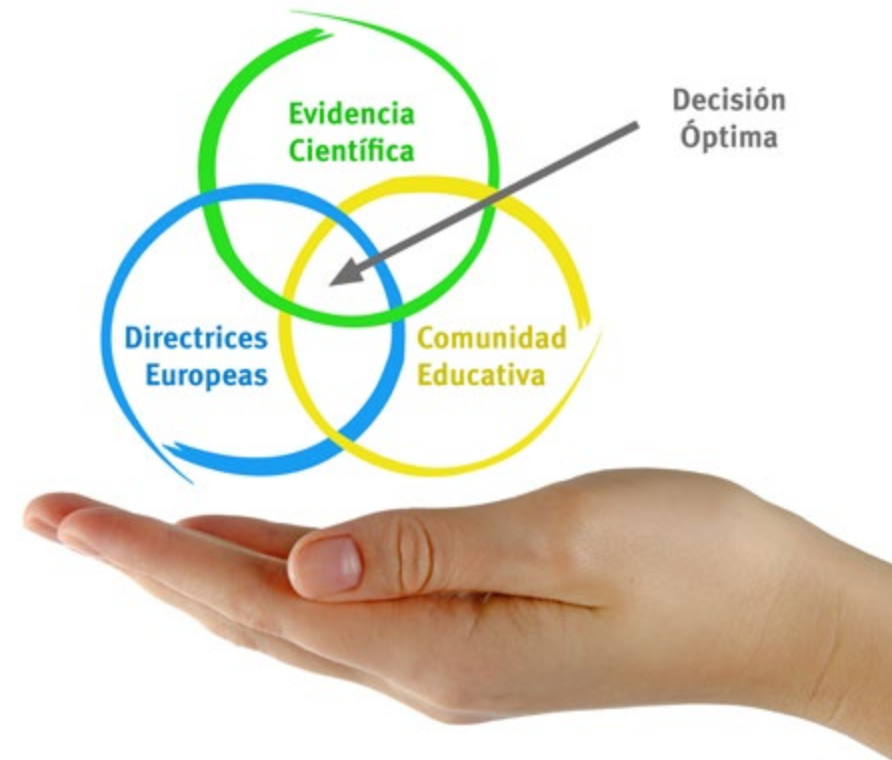 Evidencia
Científica
Decisión
Óptima
Directrices
Europeas
Comunidad
Educativa